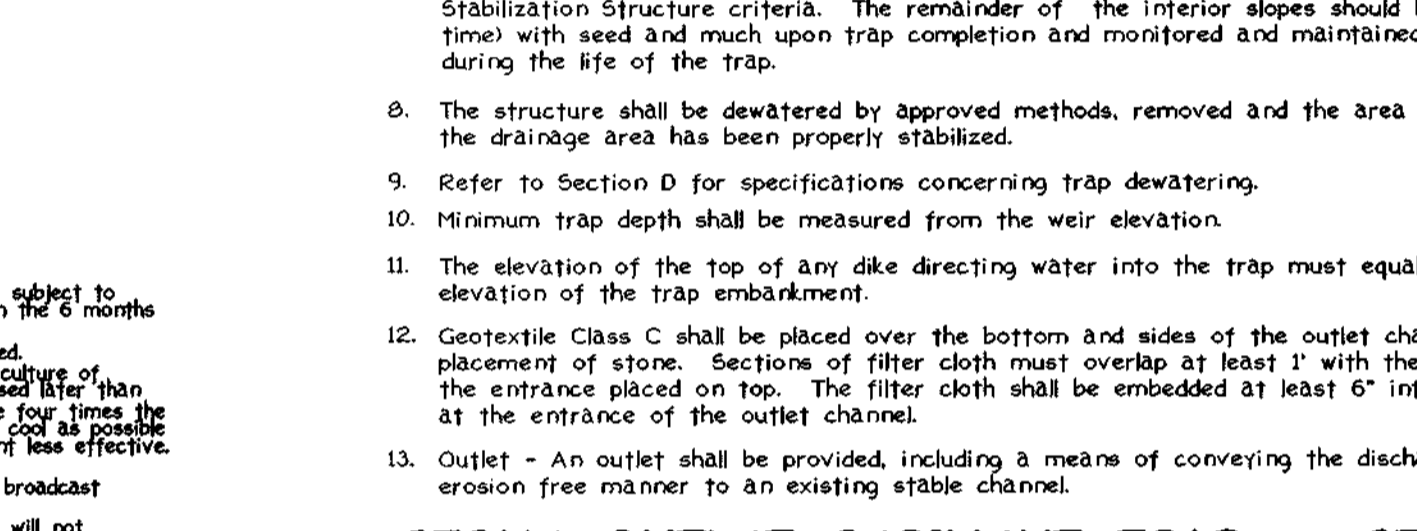 subject to
the 6 months
ed.
culture of
sed later than
four times the
cool as possible
less effective.
broadcast
will not
Stabilization Structure criteria. The remainder of the interior slopes should
time) with seed and much upon trap completion and monitored and maintained
during the life of the trap.
8. The structure shall be dewatered by approved methods, removed and the area
the drainage area has been properly stabilized.
9. Refer to Section D for specifications concerning trap dewatering.
10. Minimum trap depth shall be measured from the weir elevation.
11. The elevation of the top of any dike directing water into the trap must equal
elevation of the trap embankment.
12. Geotextile Class C shall be placed over the bottom and sides of the outlet cha
placement of stone. Sections of filter cloth must overlap at least 1' with the
the entrance placed on top. The filter cloth shall be embedded at least 6" int
at the entrance of the outlet channel.
13. Outlet - An outlet shall be provided, including a means of conveying the disch
erosion free manner to an existing stable channel.